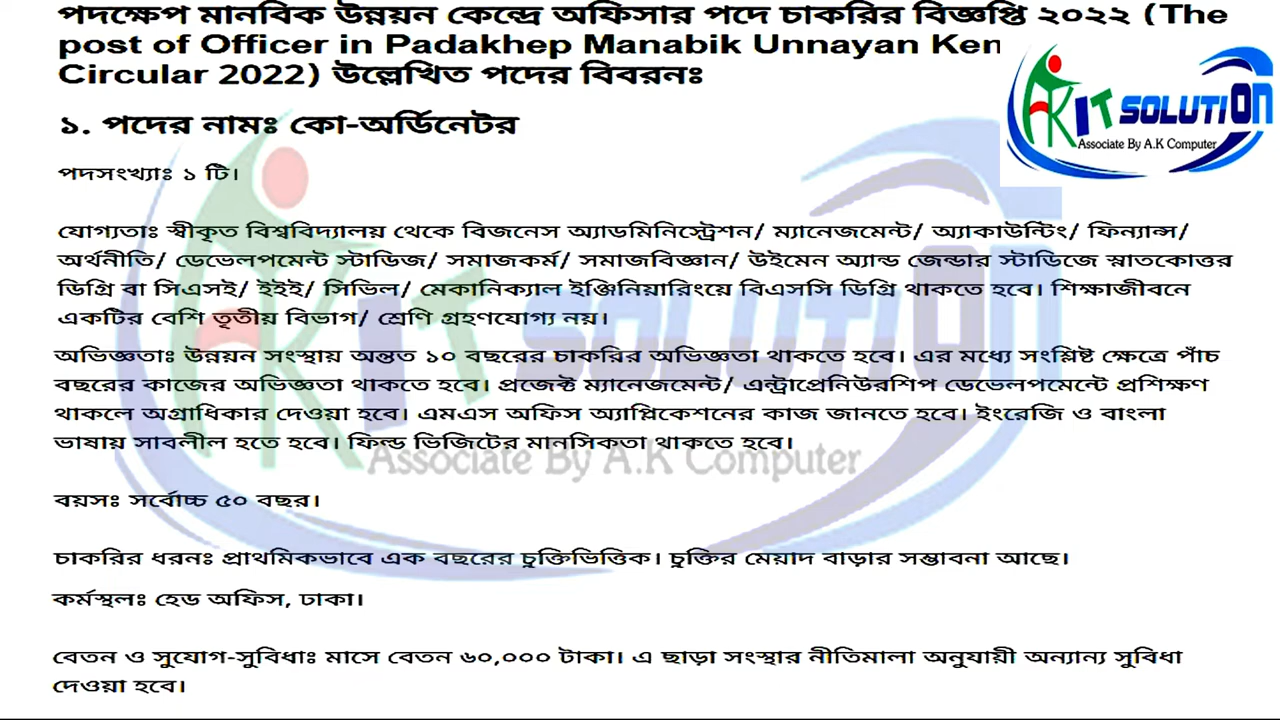 পদক্ষেপ মানবিক উন্নয়ন কেন্দ্রে অফিসার পদে চাকরির বিজ্ঞপ্তি ২০২২ (The
post of Officer in Padakhep Manabik Unnayan Ken
Circular 2022) উল্লেখিত পদের বিবরনঃ
AK IT SOLUTION
Associate By A.K Computer
১. পদের নামঃ কো-অর্ডিনেটর
পদসংখ্যাঃ ১ টি।
যোগ্যতাঃ স্বীকৃত বিশ্ববিদ্যালয় থেকে বিজনেস অ্যাডমিনিস্ট্রেশন/ ম্যানেজমেন্ট/ অ্যাকাউন্টিং/ ফিন্যান্স/
অর্থনীতি/ ডেভেলপমেন্ট স্টাডিজ/ সমাজকর্ম/ সমাজবিজ্ঞান/ উইমেন অ্যান্ড জেন্ডার স্টাডিজে স্নাতকোত্তর
ডিগ্রি বা সিএসই/ ইইই/ সিভিল/ মেকানিক্যাল ইঞ্জিনিয়ারিংয়ে বিএসসি ডিগ্রি থাকতে হবে। শিক্ষাজীবনে
একটির বেশি তৃতীয় বিভাগ/ শ্রেণি গ্রহণযোগ্য নয়।
অভিজ্ঞতাঃ উন্নয়ন সংস্থায় অন্তত ১০ বছরের চাকরির অভিজ্ঞতা থাকতে হবে। এর মধ্যে সংশ্লিষ্ট ক্ষেত্রে পাঁচ
বছরের কাজের অভিজ্ঞতা থাকতে হবে। প্রজেক্ট ম্যানেজমেন্ট/ এন্ট্রাপ্রেনিউরশিপ ডেভেলপমেন্টে প্রশিক্ষণ
থাকলে অগ্রাধিকার দেওয়া হবে। এমএস অফিস অ্যাপ্লিকেশনের কাজ জানতে হবে। ইংরেজি ও বাংলা
ভাষায় সাবলীল হতে হবে। ফিল্ড ভিজিটের মানসিকতা থাকতে হবে।
AK IT SOLUTION
Associate By A.K Computer
বয়সঃ সর্বোচ্চ ৫০ বছর।
চাকরির ধরনঃ প্রাথমিকভাবে এক বছরের চুক্তিভিত্তিক। চুক্তির মেয়াদ বাড়ার সম্ভাবনা আছে।
কর্মস্থলঃ হেড অফিস, ঢাকা।
বেতন ও সুযোগ-সুবিধাঃ মাসে বেতন ৬০,০০০ টাকা। এ ছাড়া সংস্থার নীতিমালা অনুযায়ী অন্যান্য সুবিধা
দেওয়া হবে।